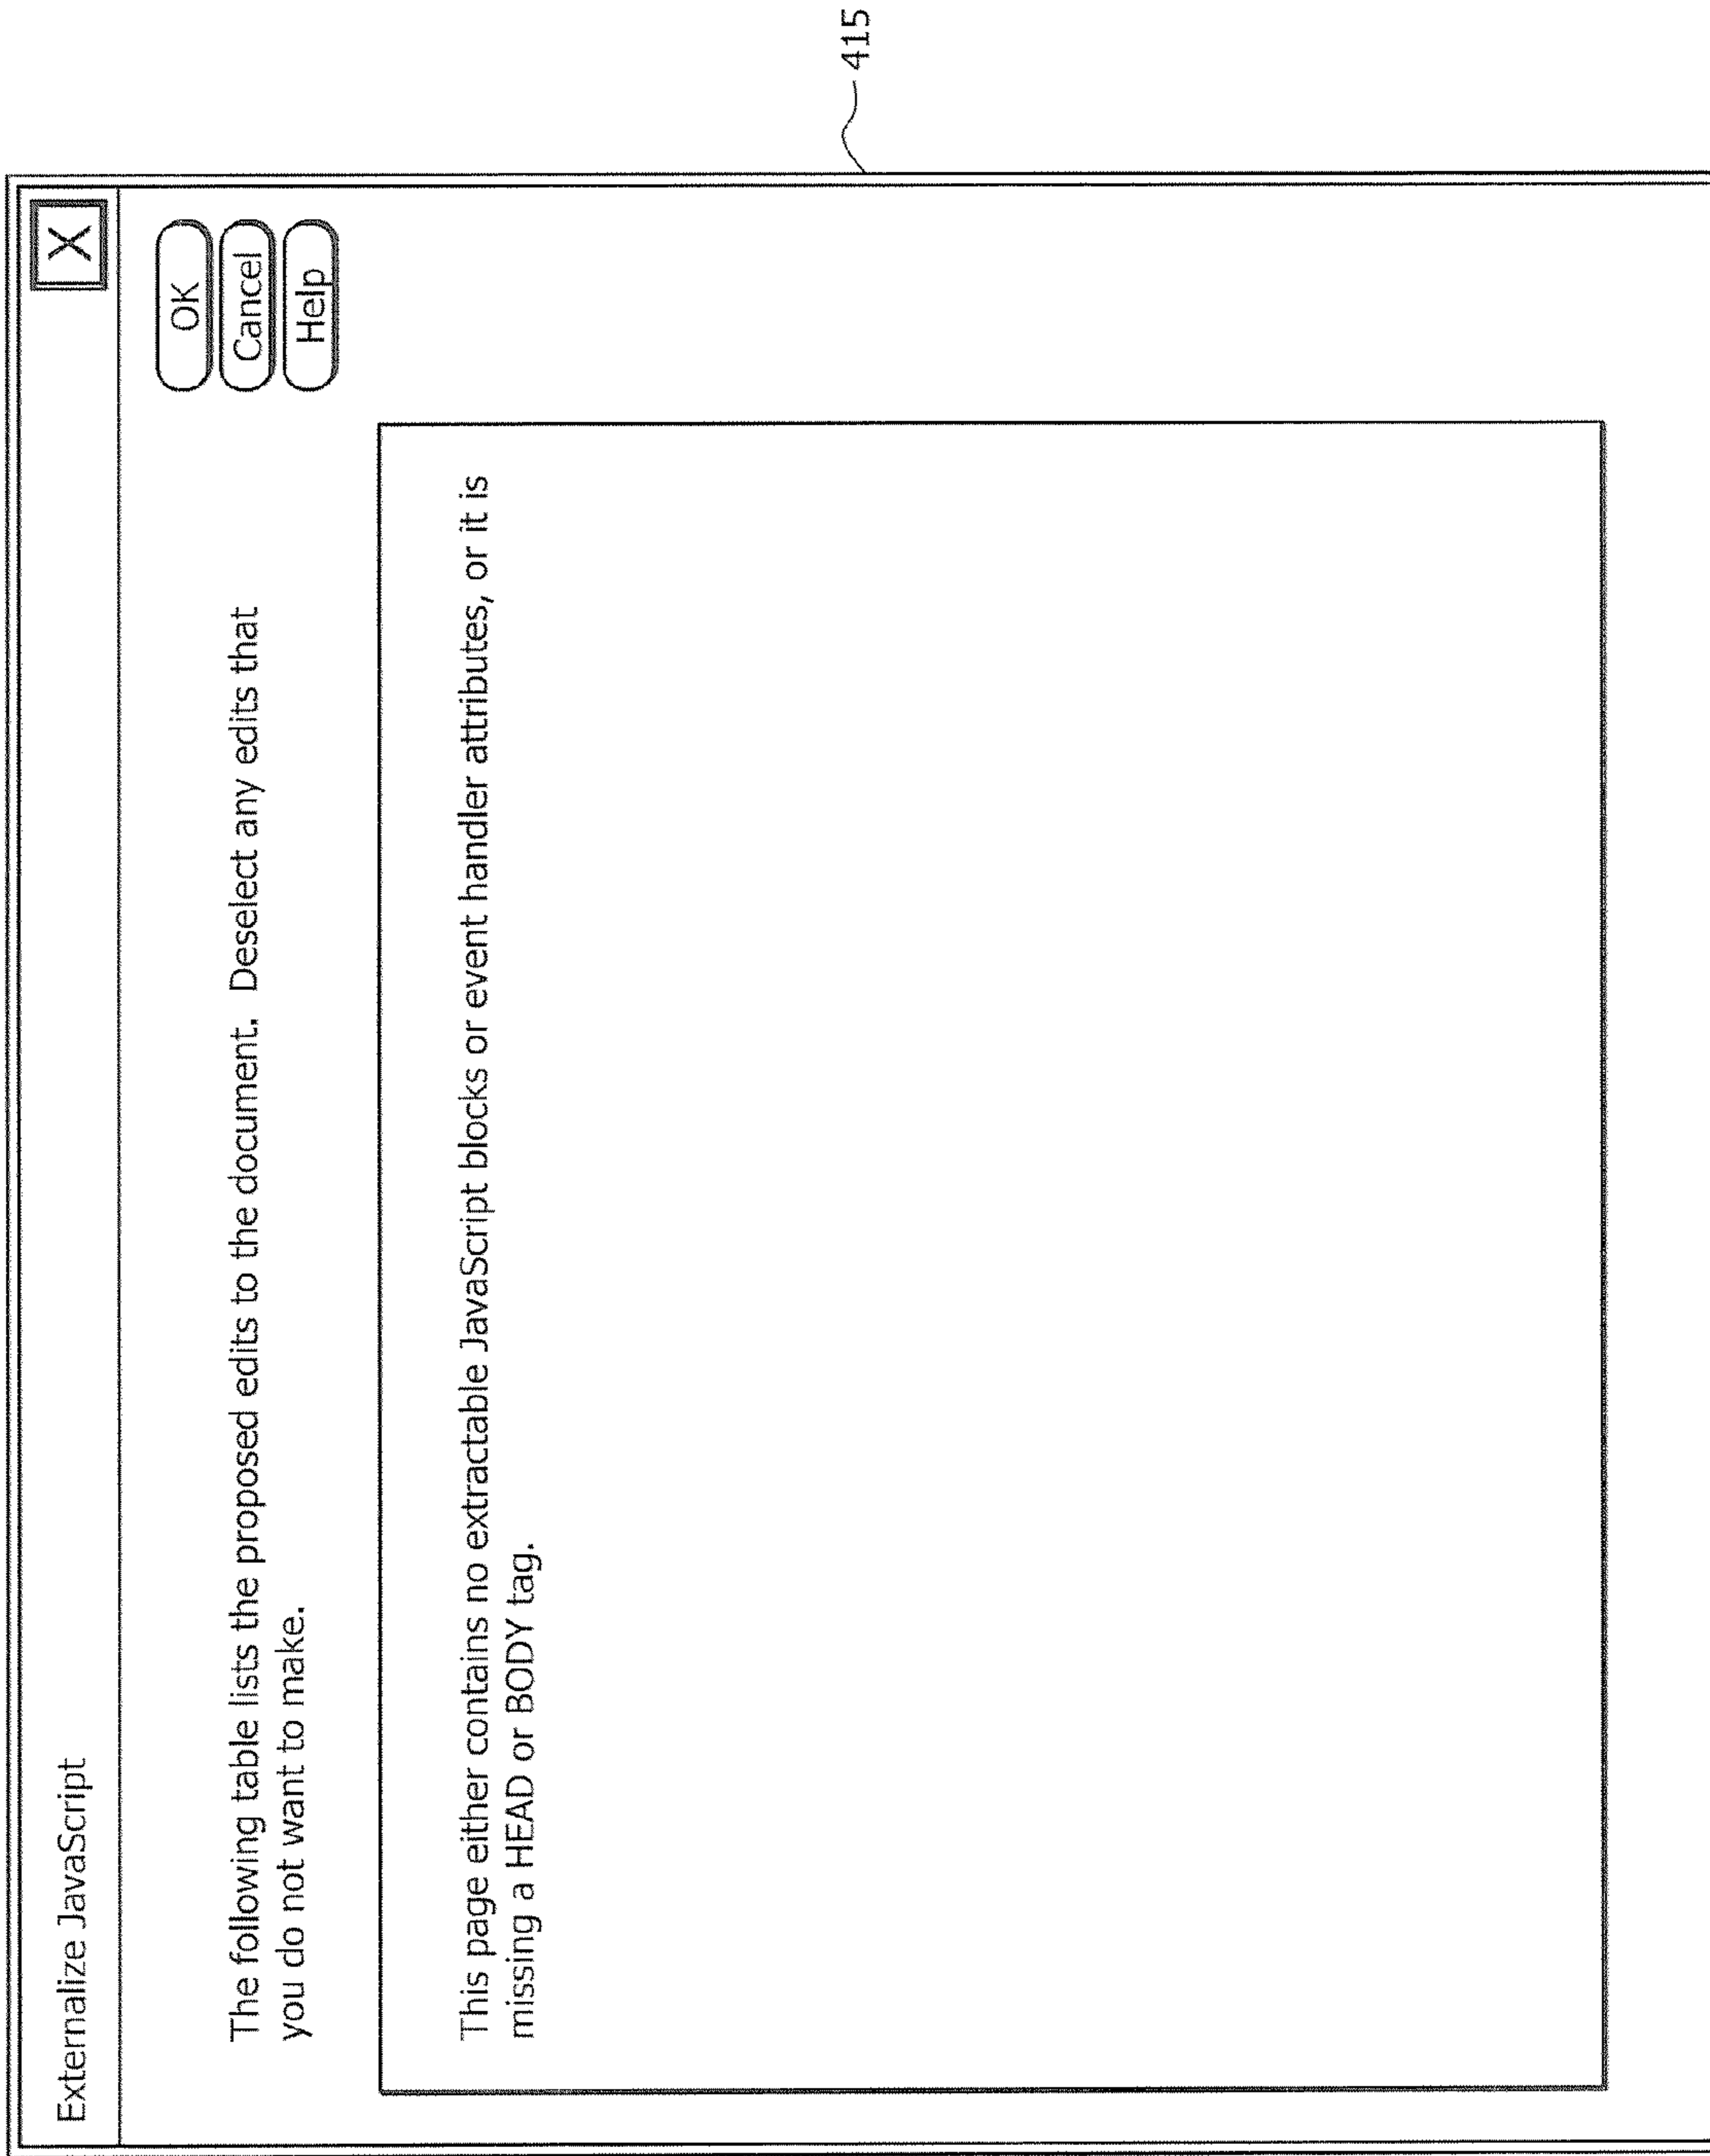 Externalize JavaScript
X
The following table lists the proposed edits to the document. Deselect any edits that
you do not want to make.
OK
Cancel
Help
This page either contains no extractable JavaScript blocks or event handler attributes, or it is
missing a HEAD or BODY tag.
415